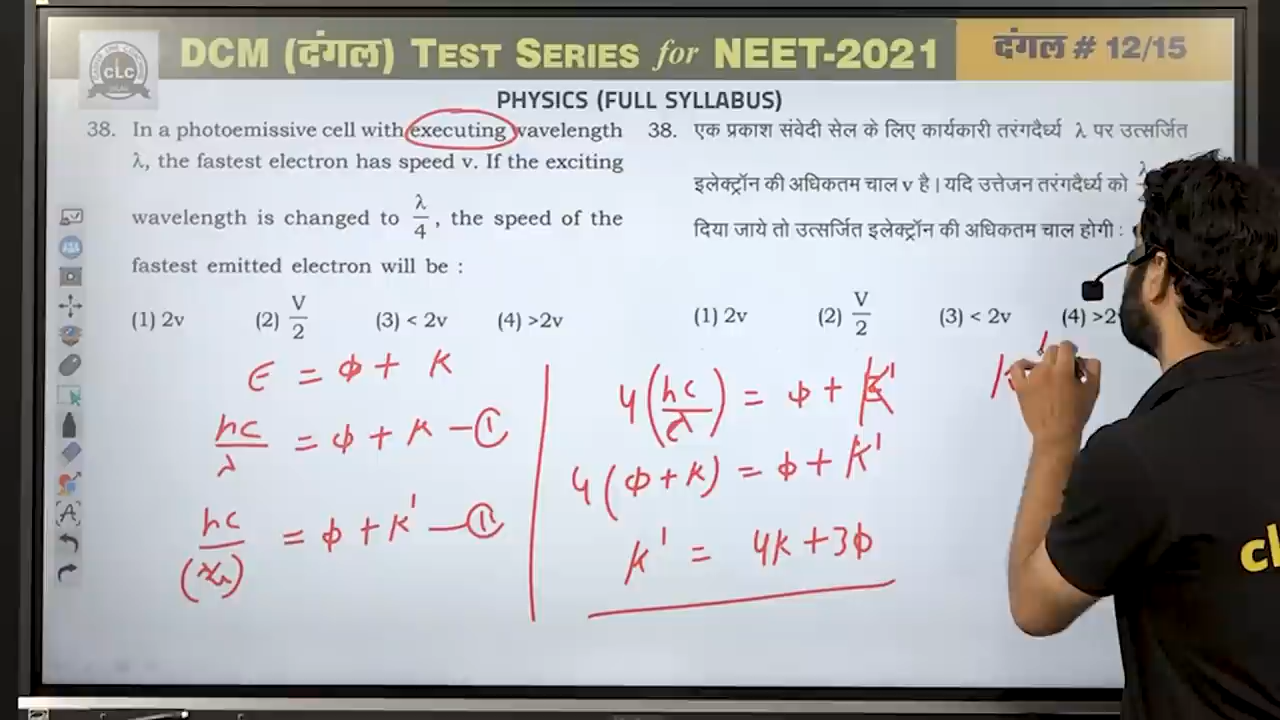 DCM (दंगल) TEST SERIES for NEET-2021
दंगल # 12/15
CLC
PHYSICS (FULL SYLLABUS)
38. In a photoemissive cell with executing wavelength
λ, the fastest electron has speed v. If the exciting
wavelength is changed to λ/4, the speed of the
fastest emitted electron will be :
(1) 2v (2) V/2 (3) < 2v (4) >2v
38. एक प्रकाश संवेदी सेल के लिए कार्यकारी तरंगदैर्ध्य λ पर उत्सर्जित
इलेक्ट्रॉन की अधिकतम चाल v है। यदि उत्तेजन तरंगदैर्ध्य को λ
दिया जाये तो उत्सर्जित इलेक्ट्रॉन की अधिकतम चाल होगी :
(1) 2v (2) V/2 (3) < 2v (4) >2
E = ϕ + K
hc/λ = ϕ + K – ①
hc/(λ/4) = ϕ + K' – ②
4(hc/λ) = ϕ + K'
4(ϕ+K) = ϕ + K'
K' = 4K + 3ϕ
K'
cl